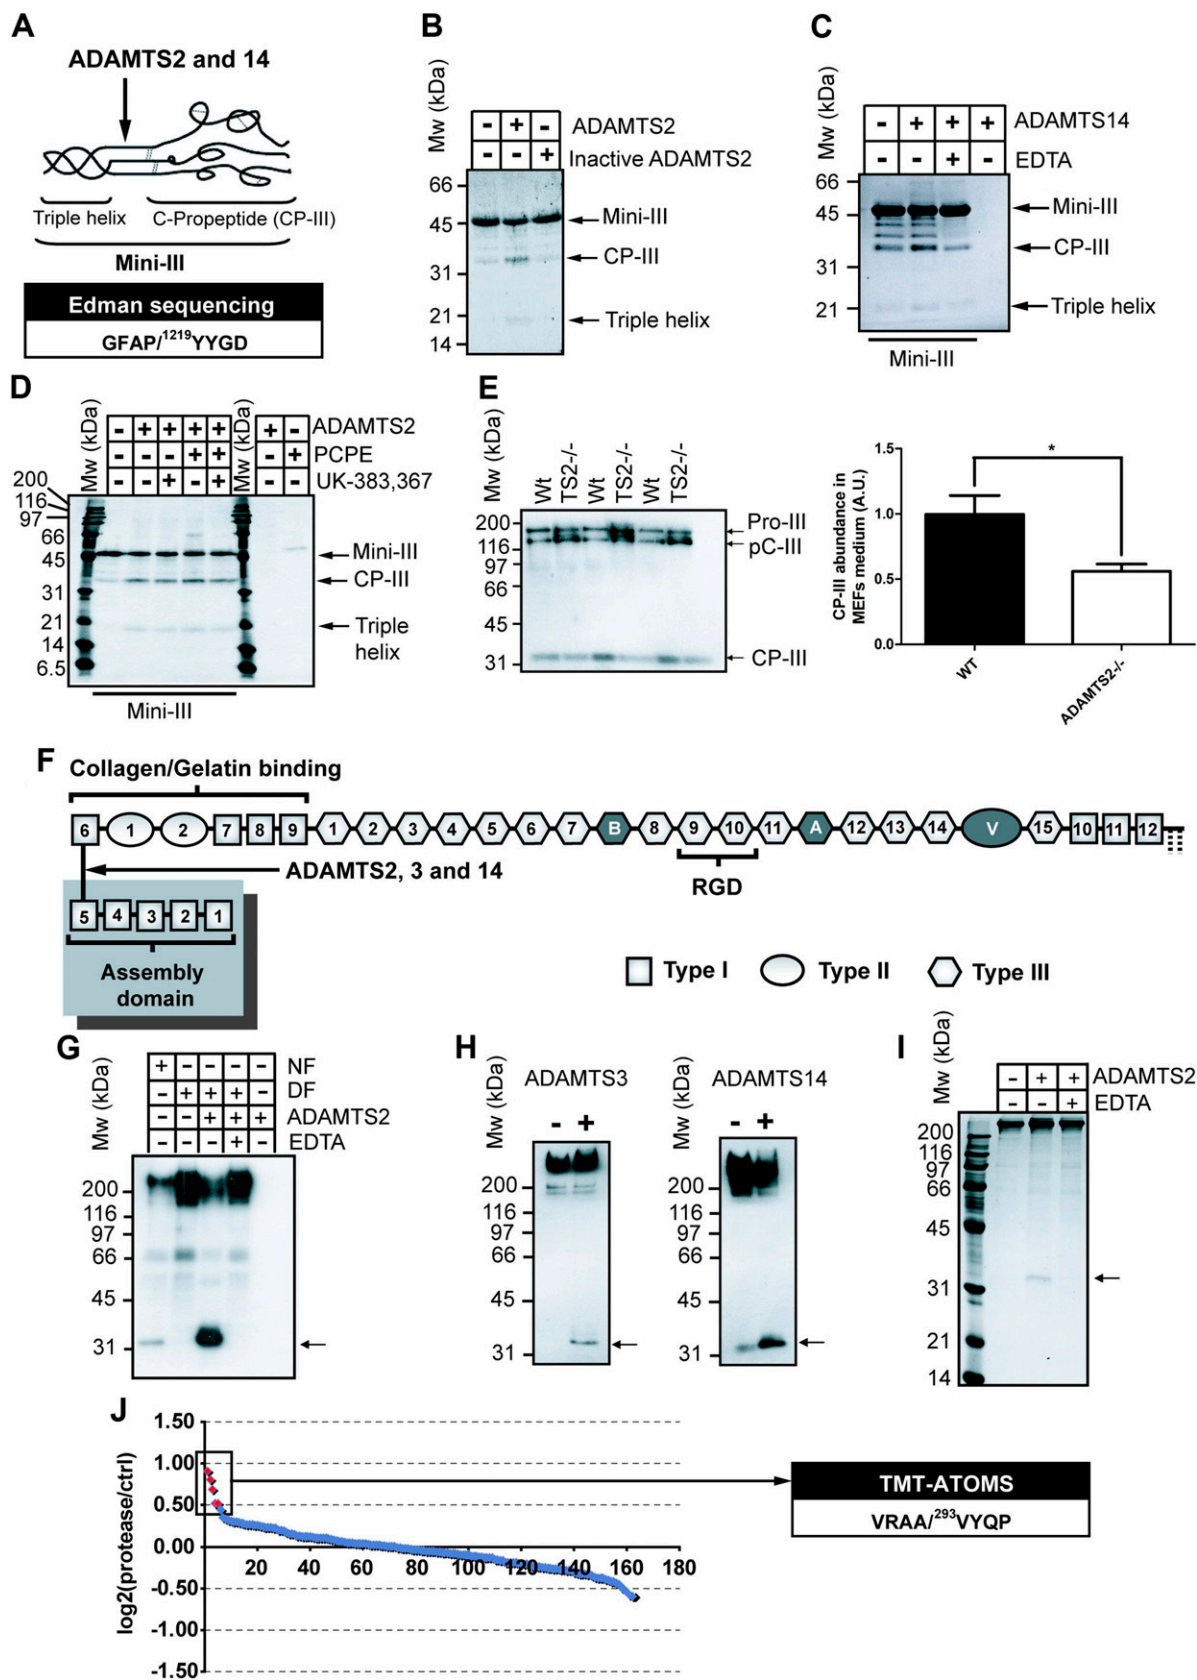 A
ADAMTS2 and 14
Triple helix
C-Propeptide (CP-III)
Mini-III
Edman sequencing
GFAP/1219YYGD
B
Mw (kDa)
- + - ADAMTS2
- - + Inactive ADAMTS2
66
45
31
21
14
Mini-III
CP-III
Triple helix
C
Mw (kDa)
- + + + ADAMTS14
- - + - EDTA
66
45
31
21
Mini-III
CP-III
Triple helix
Mini-III
D
Mw (kDa)
Mw (kDa)
- + + + + + - ADAMTS2
- - - + + - + PCPE
- - + - + - - UK-383,367
200
116
97
66
45
31
21
14
6.5
Mini-III
CP-III
Triple
helix
Mini-III
E
Mw (kDa)
Wt
TS2-/-
Wt
TS2-/-
Wt
TS2-/-
200
116
97
66
45
31
Pro-III
pC-III
CP-III
CP-III abundance in
MEFs medium (A.U.)
1.5
1.0
0.5
0.0
*
WT
ADAMTS2-/-
F
Collagen/Gelatin binding
6 1 2 7 8 9 1 2 3 4 5 6 7 B 8 9 10 11 A 12 13 14 V 15 10 11 12
ADAMTS2, 3 and 14
RGD
5 4 3 2 1
Assembly
domain
Type I
Type II
Type III
G
Mw (kDa)
+ - - - - NF
- + + + - DF
- - + + + ADAMTS2
- - - + - EDTA
200
116
97
66
45
31
H
Mw (kDa)
ADAMTS3
- +
200
116
97
66
45
31
Mw (kDa)
ADAMTS14
- +
200
116
97
66
45
31
I
Mw (kDa)
- + + ADAMTS2
- - + EDTA
200
116
97
66
45
31
21
14
J
log2(protease/ctrl)
1.50
1.00
0.50
0.00
-0.50
-1.00
-1.50
20 40 60 80 100 120 140 160 180
TMT-ATOMS
VRAA/293VYQP